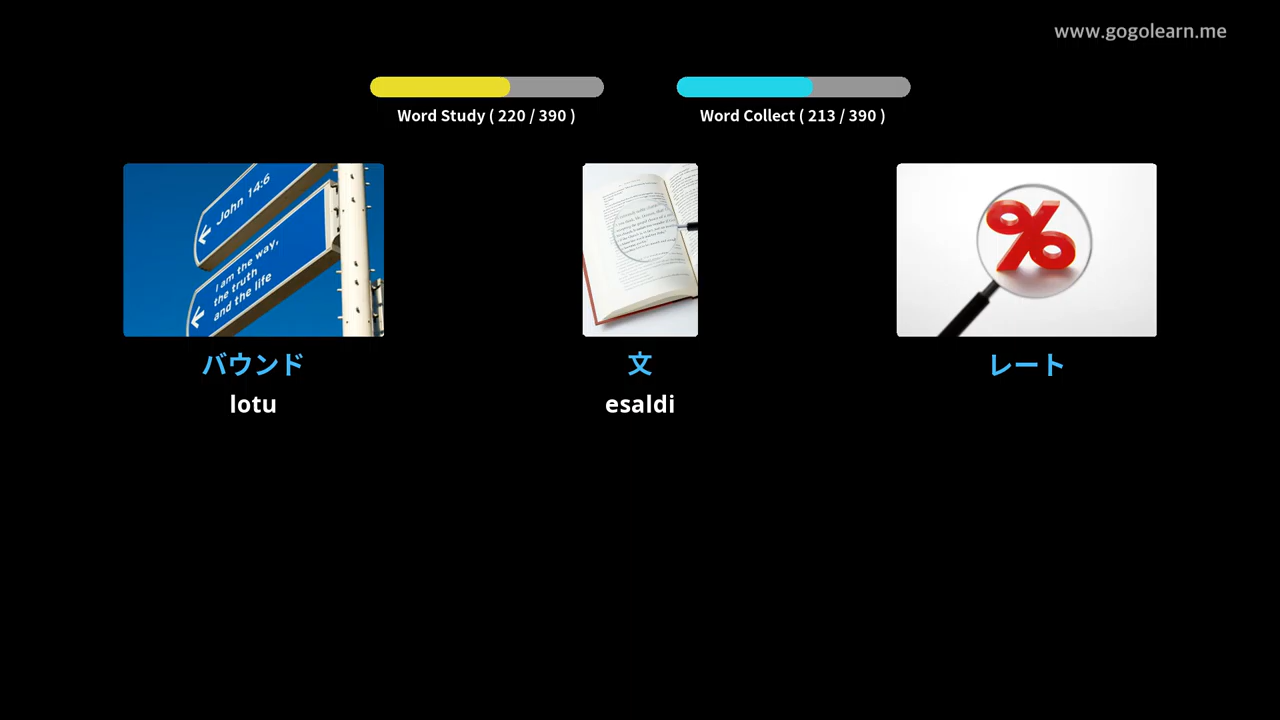 www.gogolearn.me
Word Study ( 220 / 390 )
Word Collect ( 213 / 390 )
John 14:6
I am the way,
the truth
and the life
%
バウンド
文
レート
lotu
esaldi